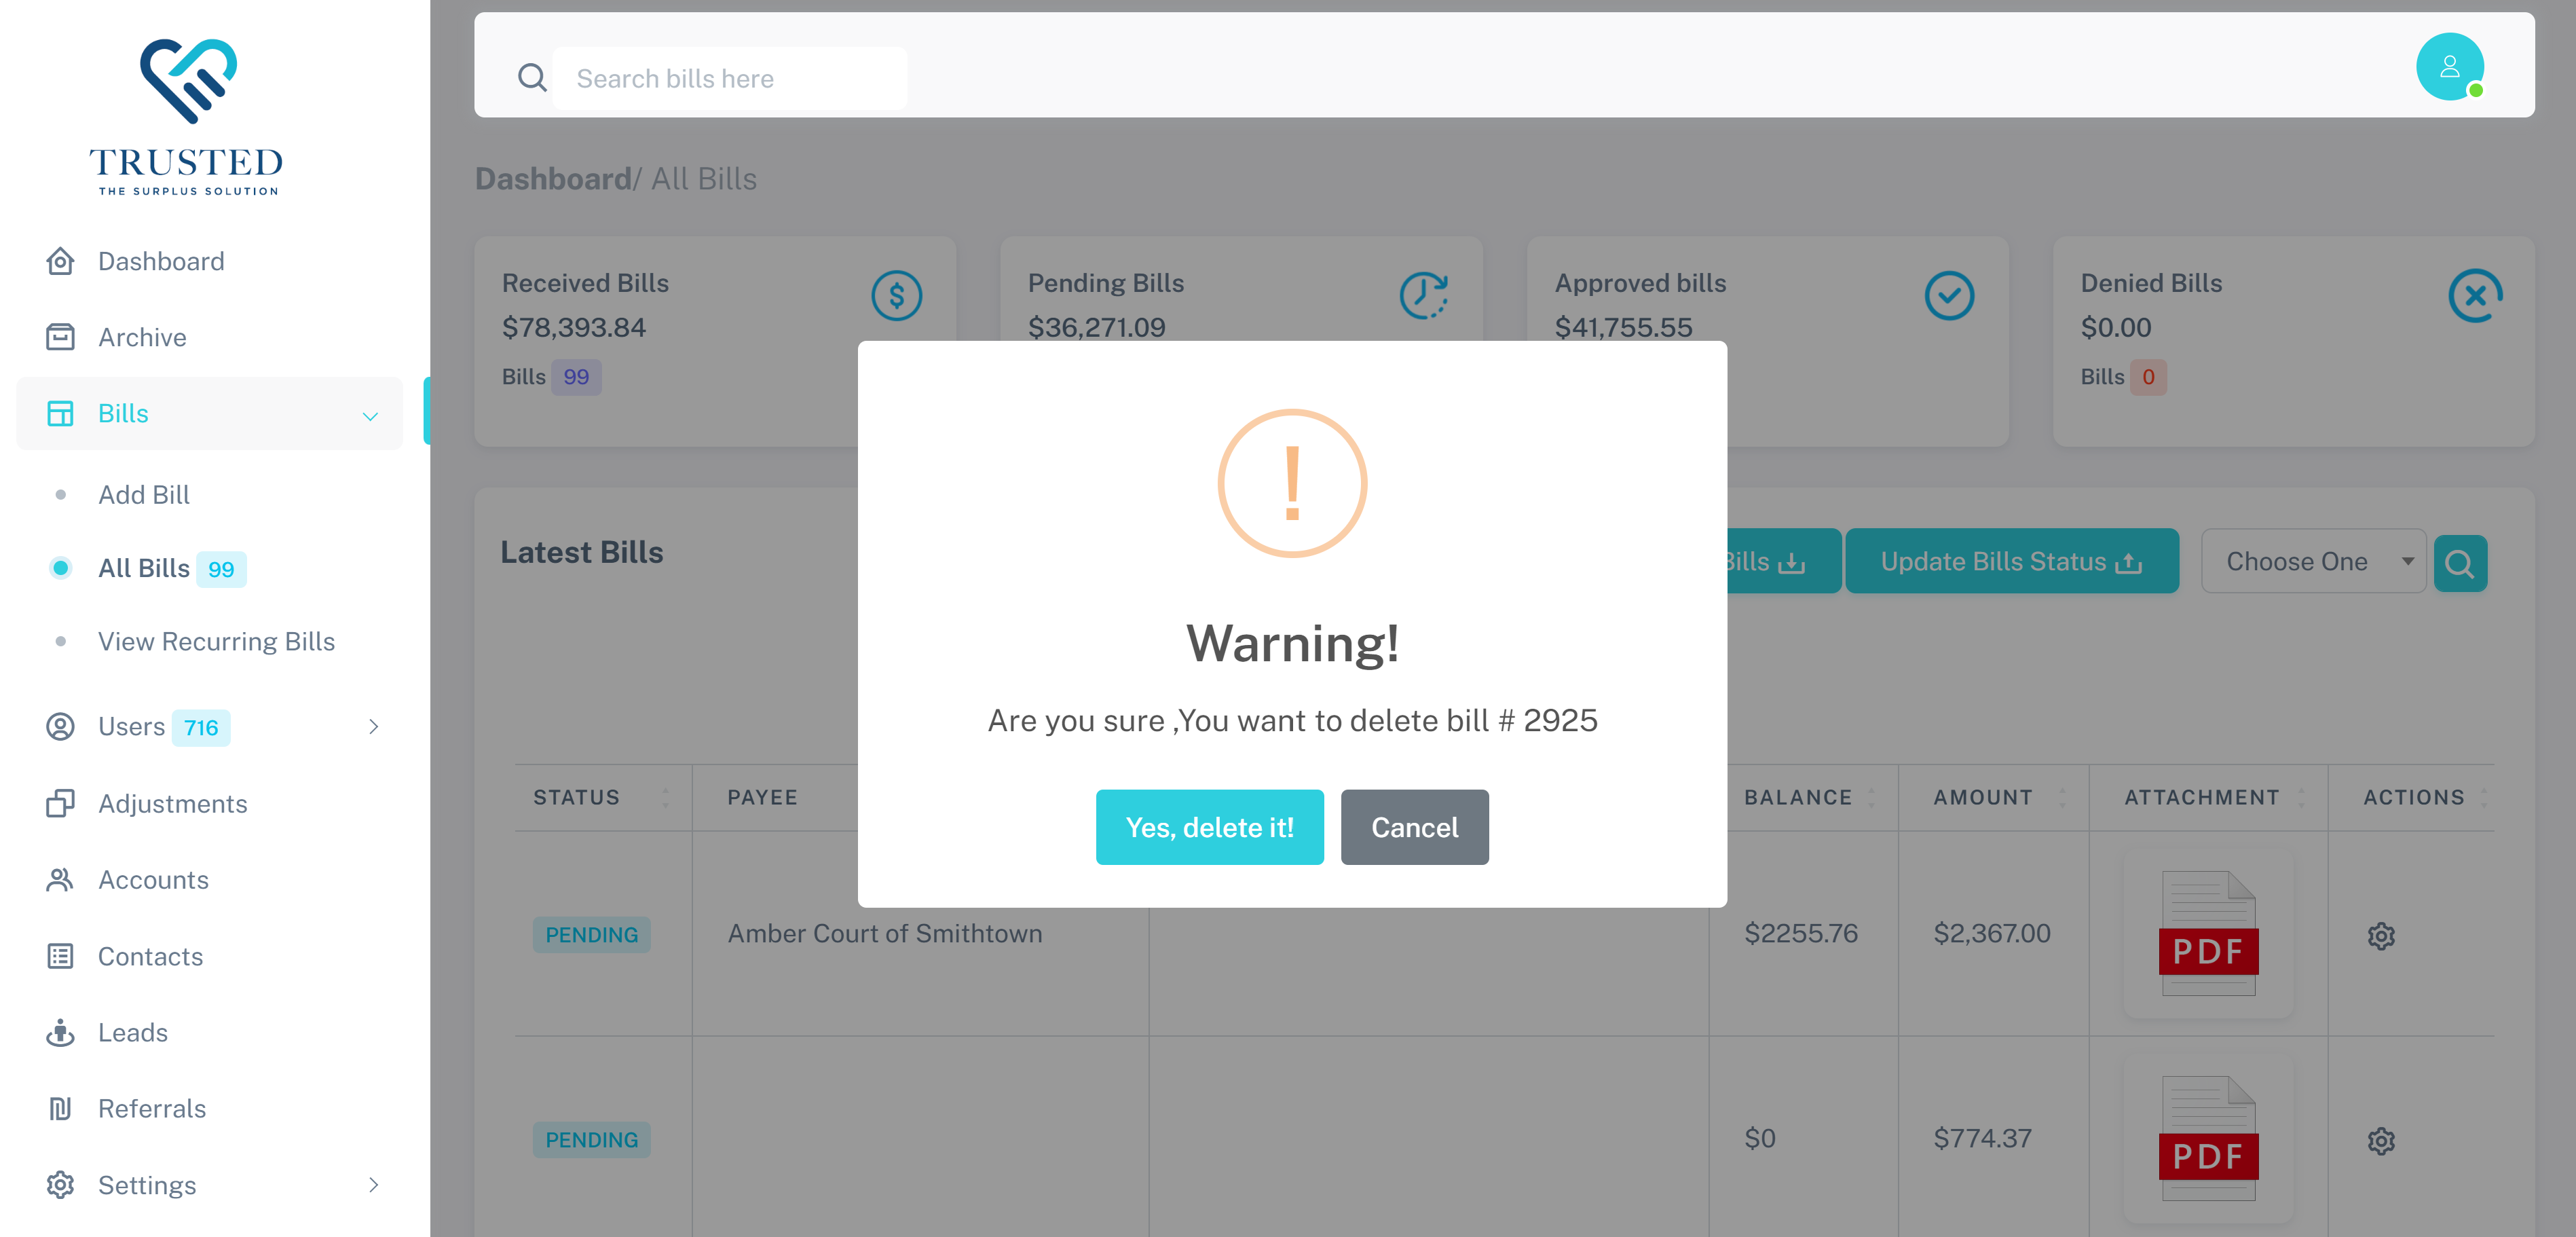 TRUSTED
THE SURPLUS SOLUTION
Dashboard
Archive
Bills
Add Bill
All Bills 99
View Recurring Bills
Users 716
Adjustments
Accounts
Contacts
Leads
Referrals
Settings
Search bills here
Dashboard/ All Bills
Received Bills
$78,393.84
Bills 99
Pending Bills
$36,271.09
Approved bills
$41,755.55
Denied Bills
$0.00
Bills 0
Latest Bills
Bills
Update Bills Status
Choose One
Warning!
Are you sure ,You want to delete bill # 2925
Yes, delete it!
Cancel
STATUS PAYEE BALANCE AMOUNT ATTACHMENT ACTIONS
PENDING Amber Court of Smithtown $2255.76 $2,367.00 PDF
PENDING $0 $774.37 PDF